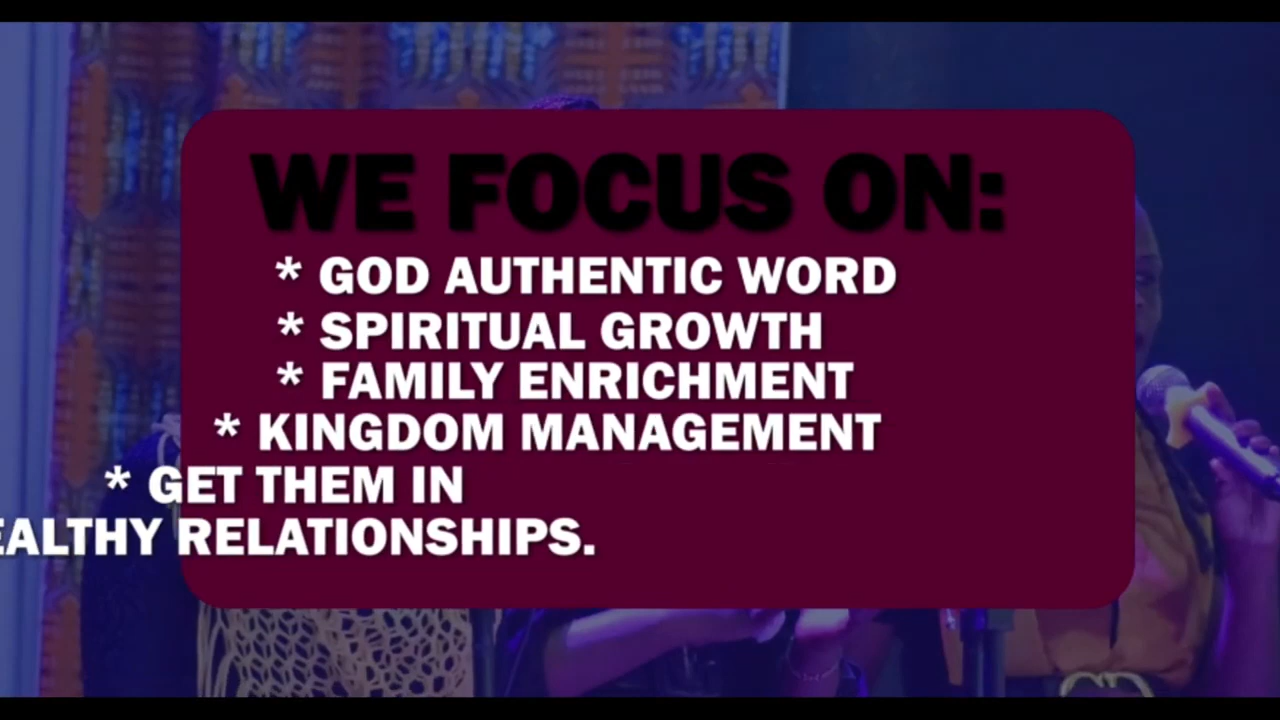 WE FOCUS ON:
* GOD AUTHENTIC WORD
* SPIRITUAL GROWTH
* FAMILY ENRICHMENT
* KINGDOM MANAGEMENT
* GET THEM IN
EALTHY RELATIONSHIPS.